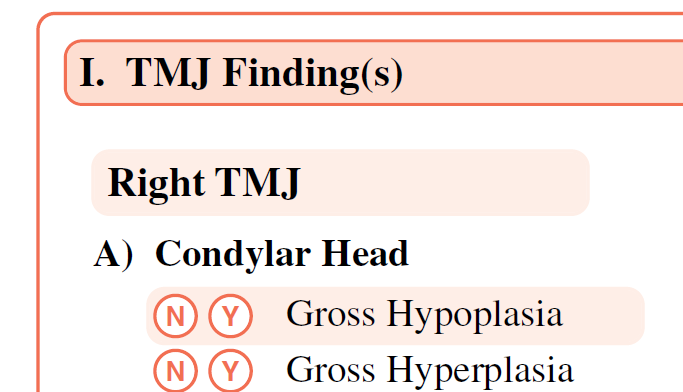 I. TMJ Finding(s)
Right TMJ
A) Condylar Head
N Y Gross Hypoplasia
N Y Gross Hyperplasia